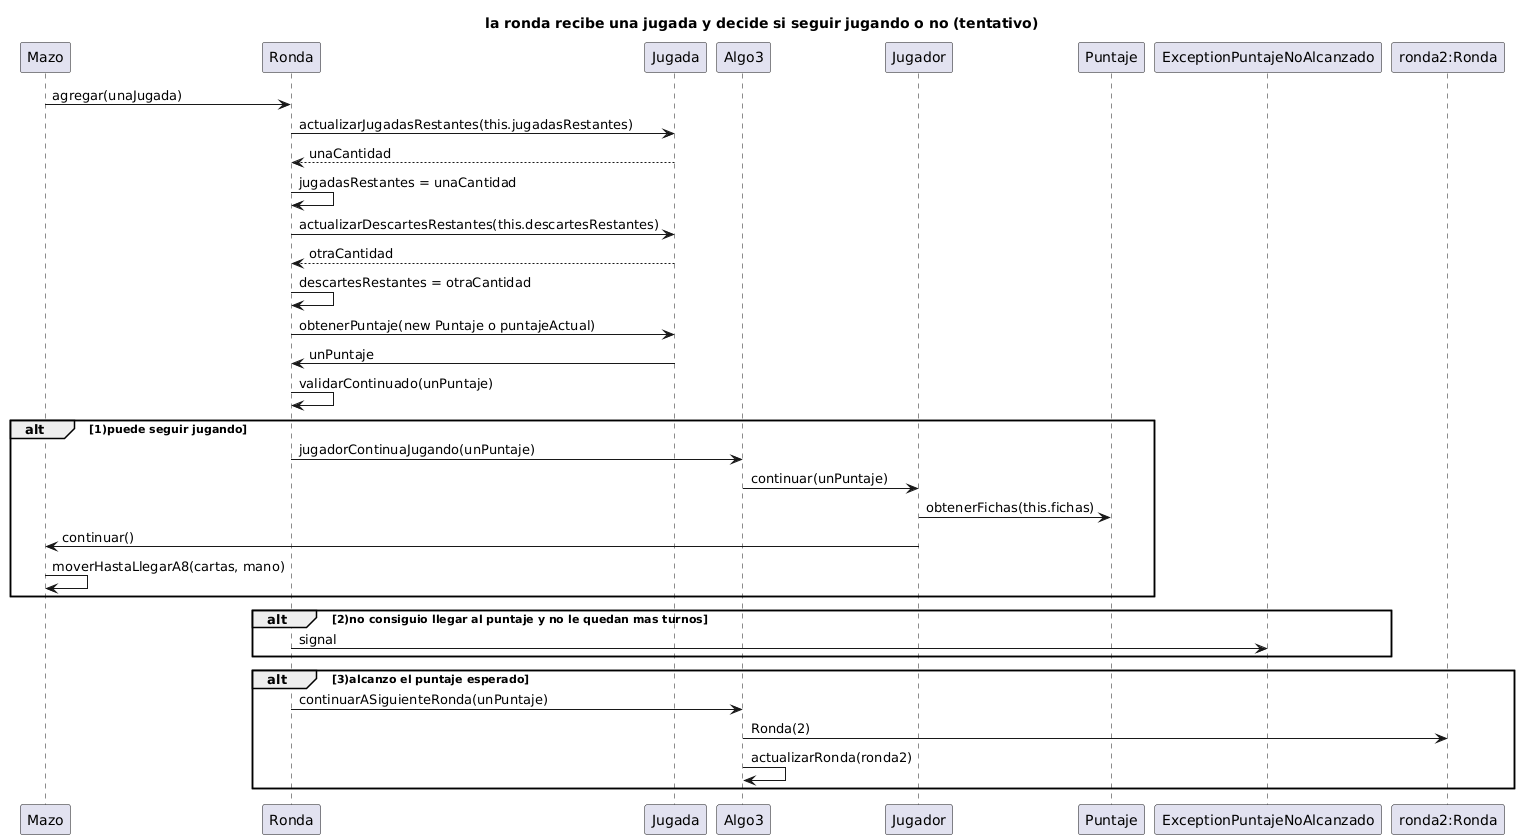 la ronda recibe una jugada y decide si seguir jugando o no (tentativo)
Mazo Ronda Jugada Algo3 Jugador Puntaje ExceptionPuntajeNoAlcanzado ronda2:Ronda
agregar(unaJugada)
actualizarJugadasRestantes(this.jugadasRestantes)
unaCantidad
jugadasRestantes = unaCantidad
actualizarDescartesRestantes(this.descartesRestantes)
otraCantidad
descartesRestantes = otraCantidad
obtenerPuntaje(new Puntaje o puntajeActual)
unPuntaje
validarContinuado(unPuntaje)
alt [1)puede seguir jugando]
jugadorContinuaJugando(unPuntaje)
continuar(unPuntaje)
obtenerFichas(this.fichas)
continuar()
moverHastaLlegarA8(cartas, mano)
alt [2)no consiguio llegar al puntaje y no le quedan mas turnos]
signal
alt [3)alcanzo el puntaje esperado]
continuarASiguienteRonda(unPuntaje)
Ronda(2)
actualizarRonda(ronda2)
Mazo Ronda Jugada Algo3 Jugador Puntaje ExceptionPuntajeNoAlcanzado ronda2:Ronda